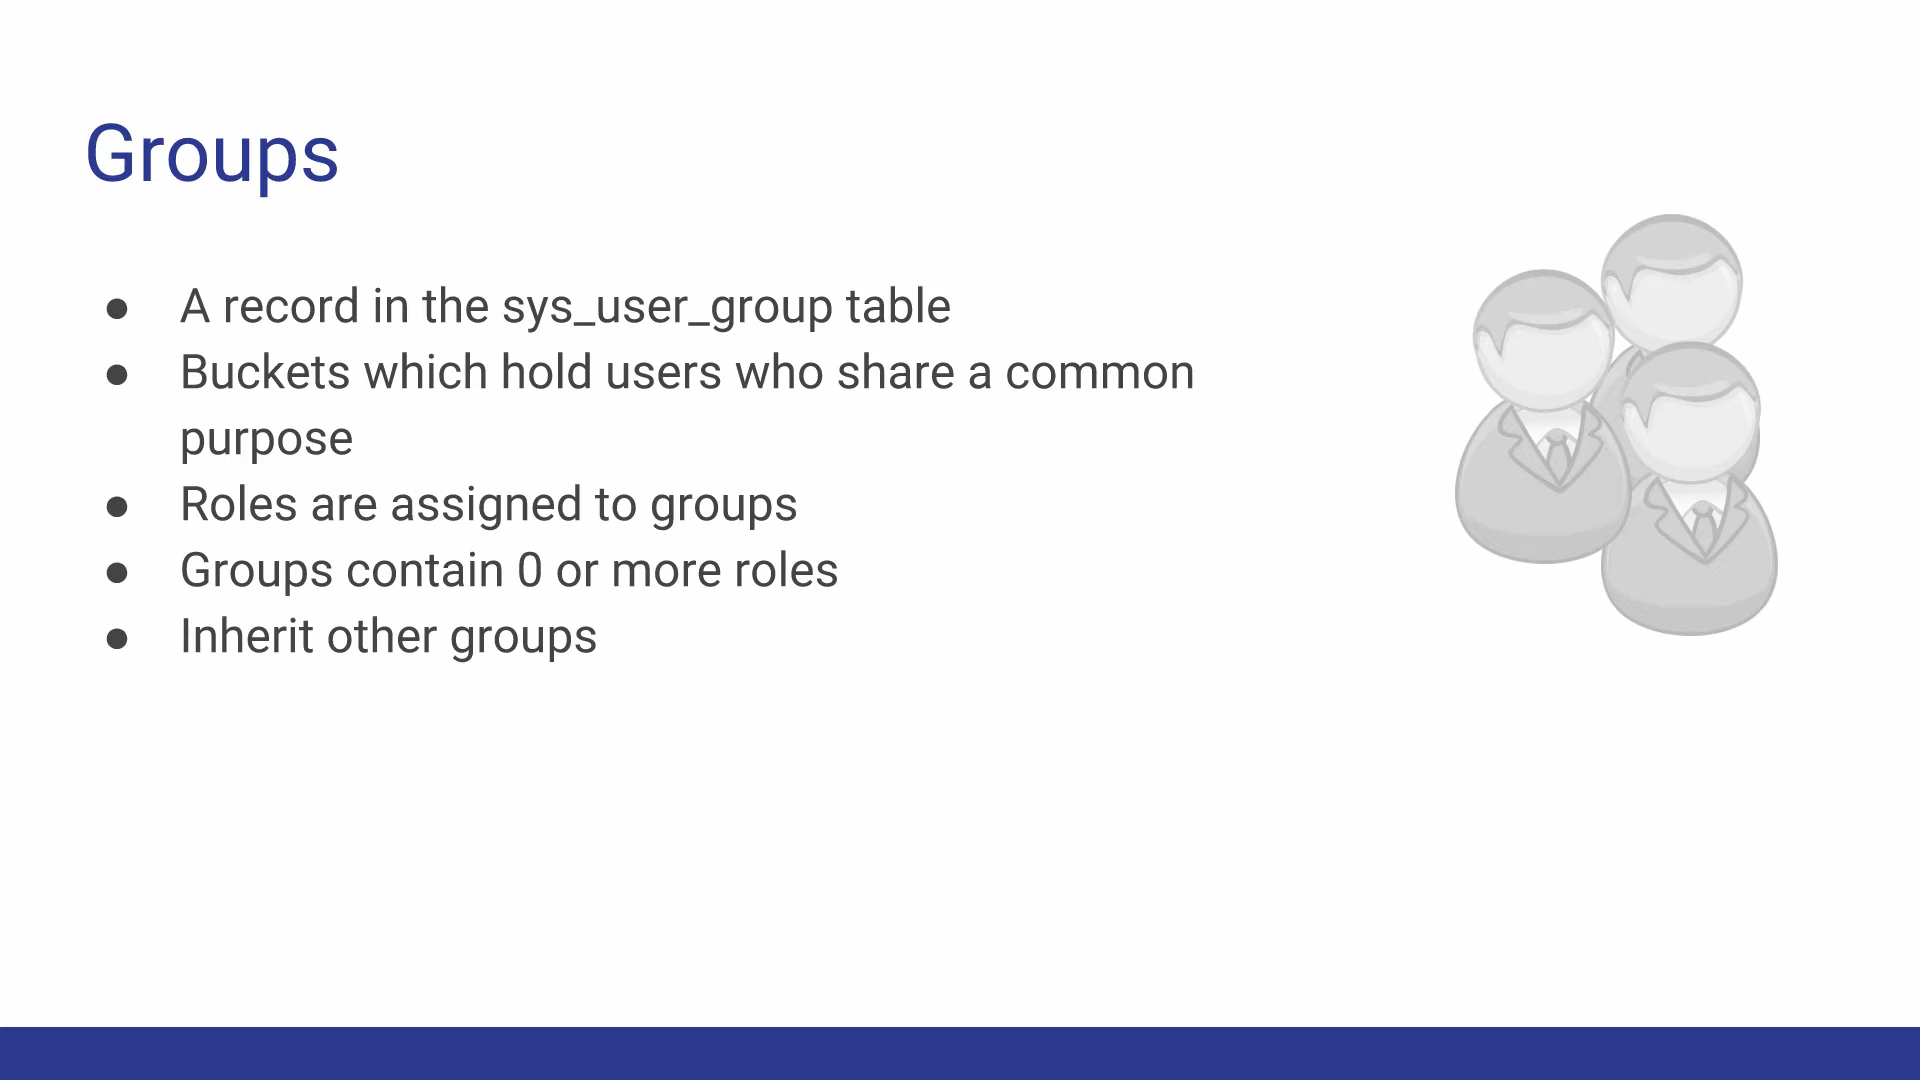 Groups
● A record in the sys_user_group table
● Buckets which hold users who share a common
purpose
● Roles are assigned to groups
● Groups contain 0 or more roles
● Inherit other groups